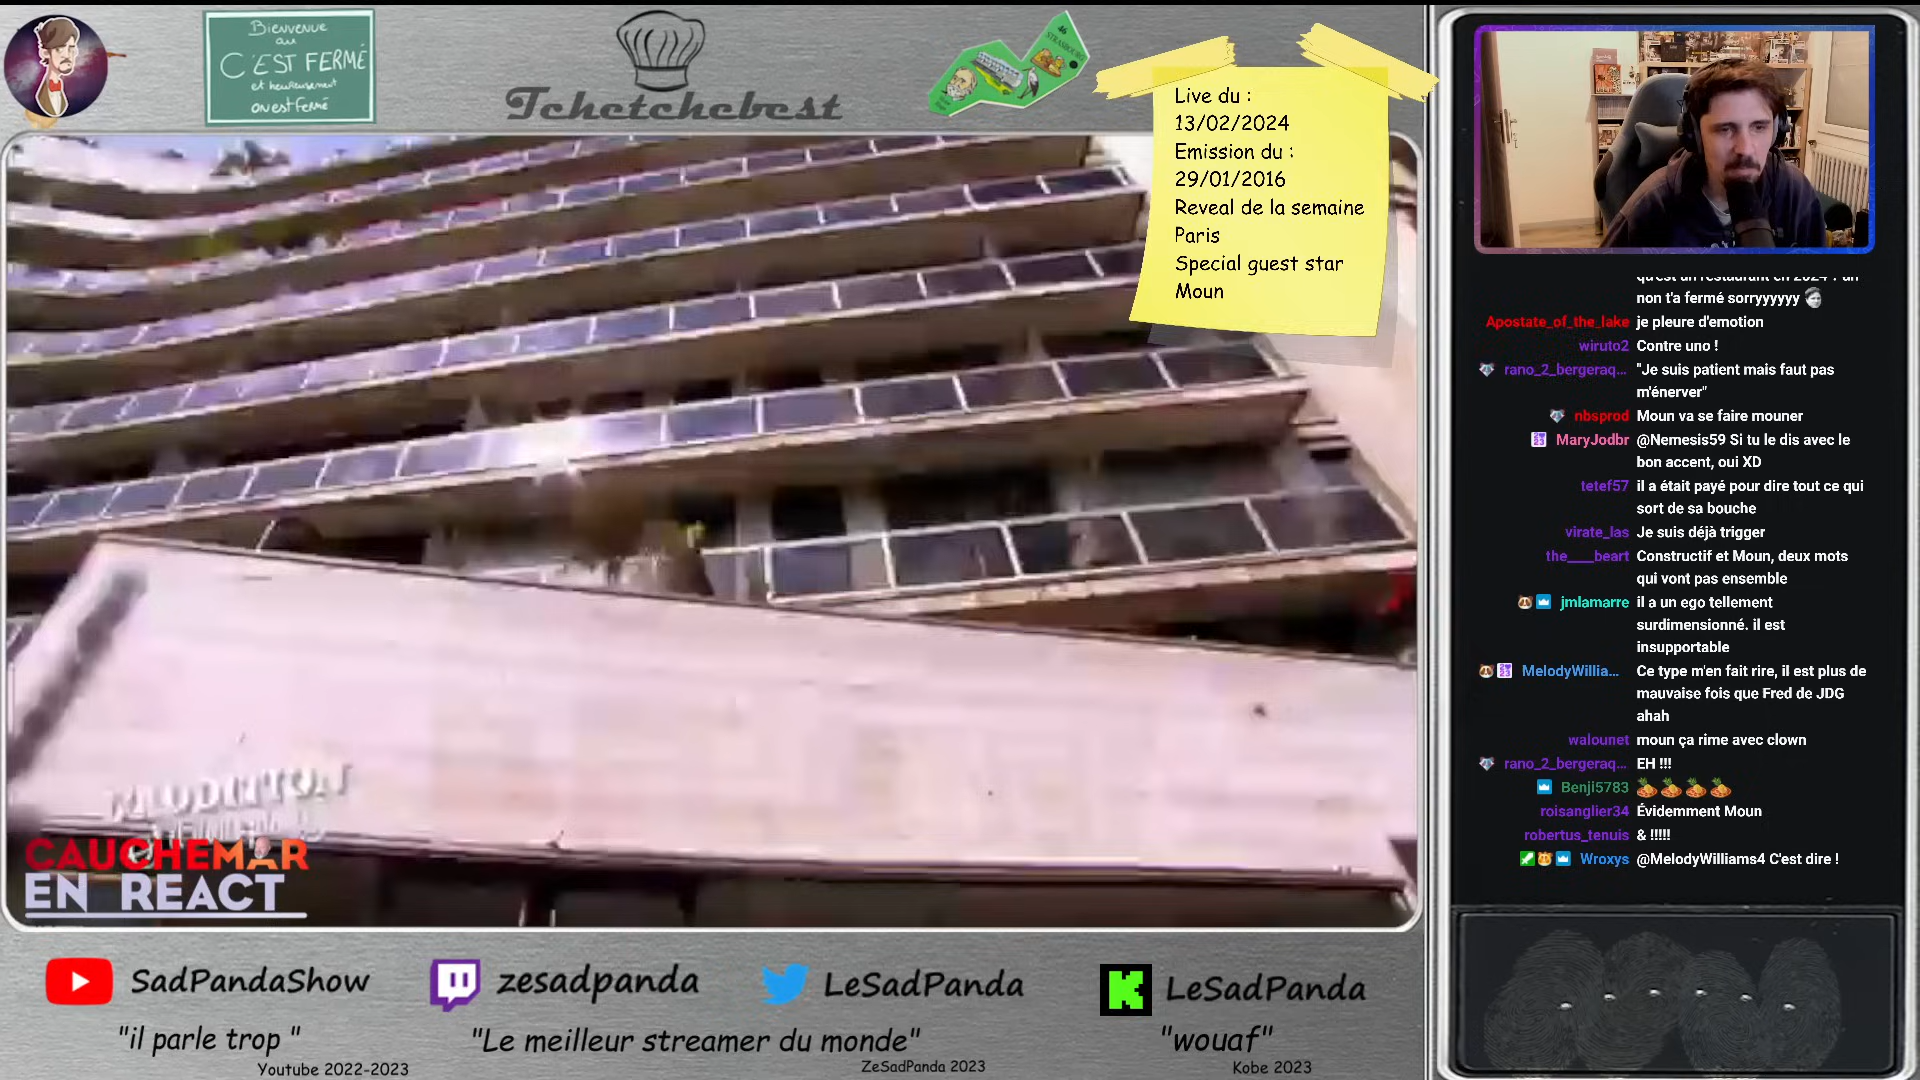 Bienvenue
au
C'EST FERMÉ
et heureusement
on est fermé
Tchetchebest
STRASBOURG
Live du :
13/02/2024
Emission du :
29/01/2016
Reveal de la semaine
Paris
Special guest star
Moun
non t'a fermé sorryyyyyy
Apostate_of_the_lake je pleure d'emotion
wiruto2 Contre uno !
rano_2_bergeraq... "Je suis patient mais faut pas
m'énerver"
nbsprod Moun va se faire mouner
MaryJodbr @Nemesis59 Si tu le dis avec le
bon accent, oui XD
tetef57 il a était payé pour dire tout ce qui
sort de sa bouche
virate_las Je suis déjà trigger
the___beart Constructif et Moun, deux mots
qui vont pas ensemble
jmlamarre il a un ego tellement
surdimensionné. il est
insupportable
MelodyWillia... Ce type m'en fait rire, il est plus de
mauvaise fois que Fred de JDG
ahah
walounet moun ça rime avec clown
rano_2_bergeraq... EH !!!
Benji5783
roisanglier34 Évidemment Moun
robertus_tenuis & !!!!!
Wroxys @MelodyWilliams4 C'est dire !
CAUCHEMAR
EN REACT
SadPandaShow
zesadpanda
LeSadPanda
LeSadPanda
"il parle trop "
Youtube 2022-2023
"Le meilleur streamer du monde"
ZeSadPanda 2023
"wouaf"
Kobe 2023